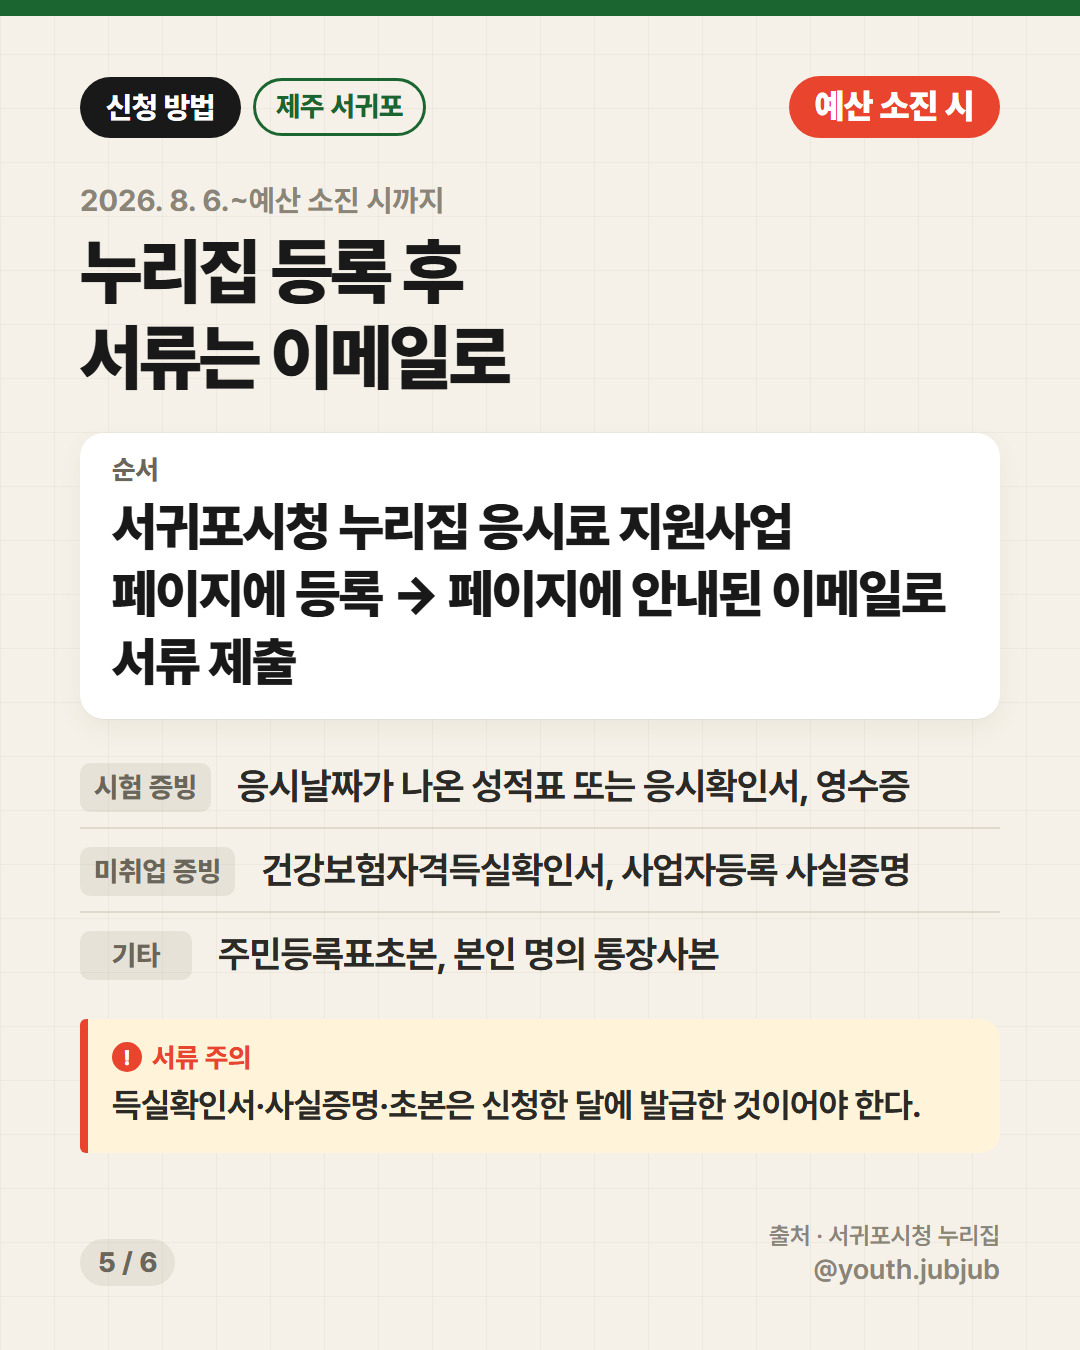 신청 방법
제주 서귀포
예산 소진 시
2026. 8. 6.~예산 소진 시까지
누리집 등록 후
서류는 이메일로
순서
서귀포시청 누리집 응시료 지원사업
페이지에 등록 → 페이지에 안내된 이메일로
서류 제출
시험 증빙 응시날짜가 나온 성적표 또는 응시확인서, 영수증
미취업 증빙 건강보험자격득실확인서, 사업자등록 사실증명
기타 주민등록표초본, 본인 명의 통장사본
! 서류 주의
득실확인서·사실증명·초본은 신청한 달에 발급한 것이어야 한다.
5 / 6
출처 · 서귀포시청 누리집
@youth.jubjub